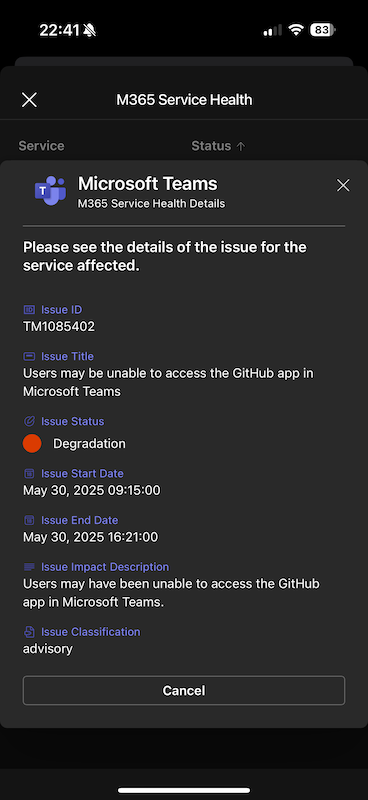 22:41
83
M365 Service Health
Service
Status ↑
T
Microsoft Teams
M365 Service Health Details
Please see the details of the issue for the
service affected.
Issue ID
TM1085402
Issue Title
Users may be unable to access the GitHub app in
Microsoft Teams
Issue Status
Degradation
Issue Start Date
May 30, 2025 09:15:00
Issue End Date
May 30, 2025 16:21:00
Issue Impact Description
Users may have been unable to access the GitHub
app in Microsoft Teams.
Issue Classification
advisory
Cancel